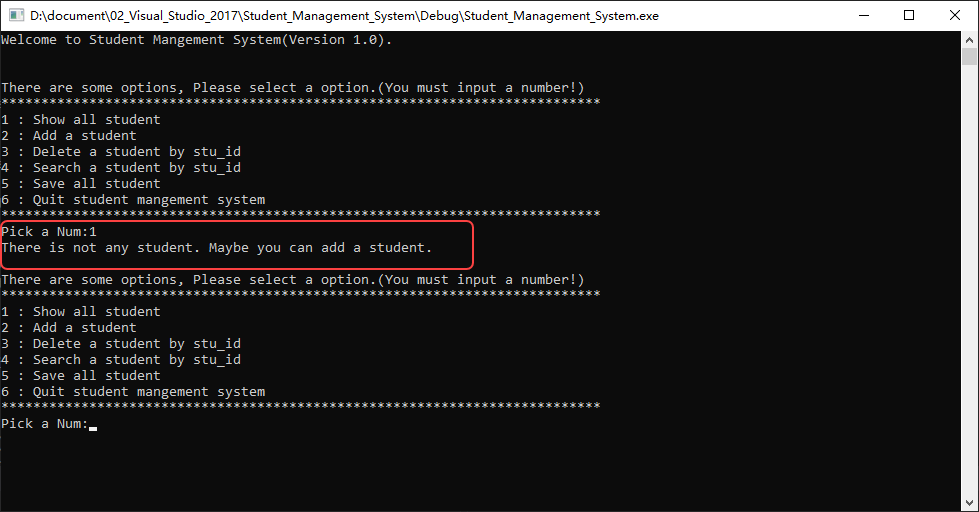 D:\document\02_Visual_Studio_2017\Student_Management_System\Debug\Student_Management_System.exe
Welcome to Student Mangement System(Version 1.0).
There are some options, Please select a option.(You must input a number!)
***************************************************************************
1 : Show all student
2 : Add a student
3 : Delete a student by stu_id
4 : Search a student by stu_id
5 : Save all student
6 : Quit student mangement system
***************************************************************************
Pick a Num:1
There is not any student. Maybe you can add a student.
There are some options, Please select a option.(You must input a number!)
***************************************************************************
1 : Show all student
2 : Add a student
3 : Delete a student by stu_id
4 : Search a student by stu_id
5 : Save all student
6 : Quit student mangement system
***************************************************************************
Pick a Num: